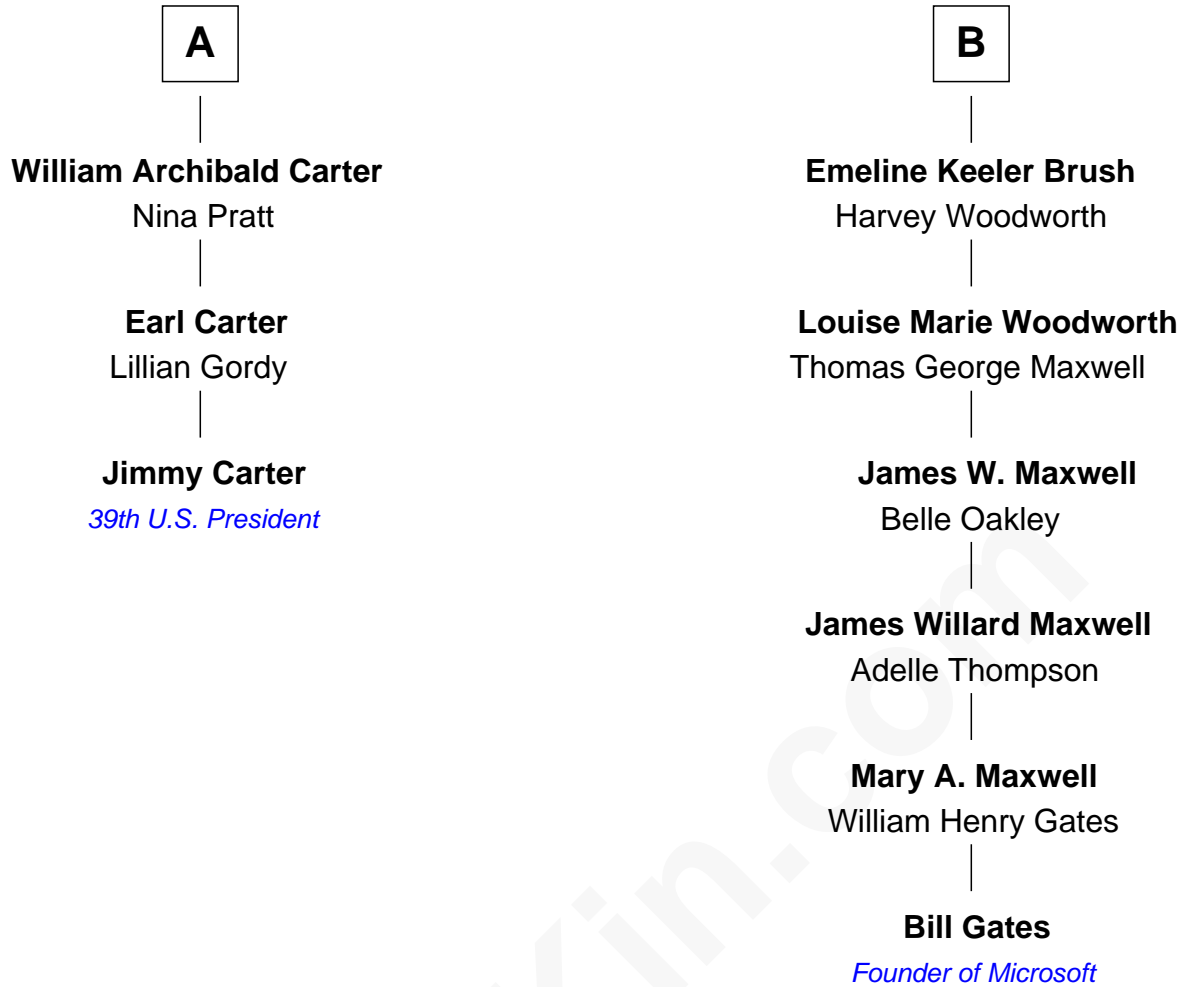 A
William Archibald Carter
Nina Pratt
Earl Carter
Lillian Gordy
Jimmy Carter
39th U.S. President
B
Emeline Keeler Brush
Harvey Woodworth
Louise Marie Woodworth
Thomas George Maxwell
James W. Maxwell
Belle Oakley
James Willard Maxwell
Adelle Thompson
Mary A. Maxwell
William Henry Gates
Bill Gates
Founder of Microsoft
Kin.com